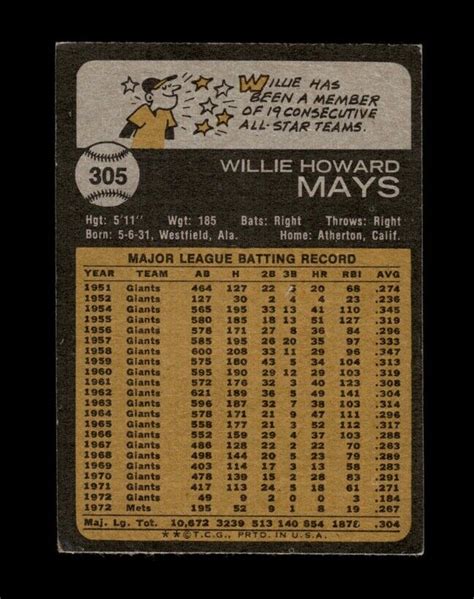 WILLIE HAS
BEEN A MEMBER
OF 19 CONSECUTIVE
ALL-STAR TEAMS.
305
WILLIE HOWARD
MAYS
Hgt: 5'11" Wgt: 185 Bats: Right Throws: Right
Born: 5-6-31, Westfield, Ala. Home: Atherton, Calif.
MAJOR LEAGUE BATTING RECORD
YEAR TEAM AB H 2B 3B HR RBI AVG
1951 Giants 464 127 22 20 68 .274
1952 Giants 127 30 2 4 4 23 .236
1954 Giants 565 195 33 13 41 110 .345
1955 Giants 580 185 18 13 51 127 .319
1956 Giants 578 171 27 8 36 84 .296
1957 Giants 585 195 26 20 35 97 .333
1958 Giants 600 208 33 11 29 96 .347
1959 Giants 575 180 43 5 34 104 .313
1960 Giants 595 190 29 12 29 103 .319
1961 Giants 572 176 32 3 40 123 .308
1962 Giants 621 189 36 5 49 141 .304
1963 Giants 596 187 32 7 38 103 .314
1964 Giants 578 171 21 9 47 111 .296
1965 Giants 558 177 21 3 52 112 .317
1966 Giants 552 159 29 4 37 103 .288
1967 Giants 486 128 22 2 22 70 .263
1968 Giants 498 144 20 5 23 79 .289
1969 Giants 403 114 3 13 58 .283
1970 Giants 478 139 15 2 28 83 .291
1971 Giants 417 113 24 5 18 61 .271
1972 Giants 49 9 2 0 0 3 .184
1972 Mets 195 52 9 1 8 19 .267
Maj. Lg. Tot. 10,672 3239 513 140 654 1878 .304
★★©T.C.G., PRTD. IN U.S.A.